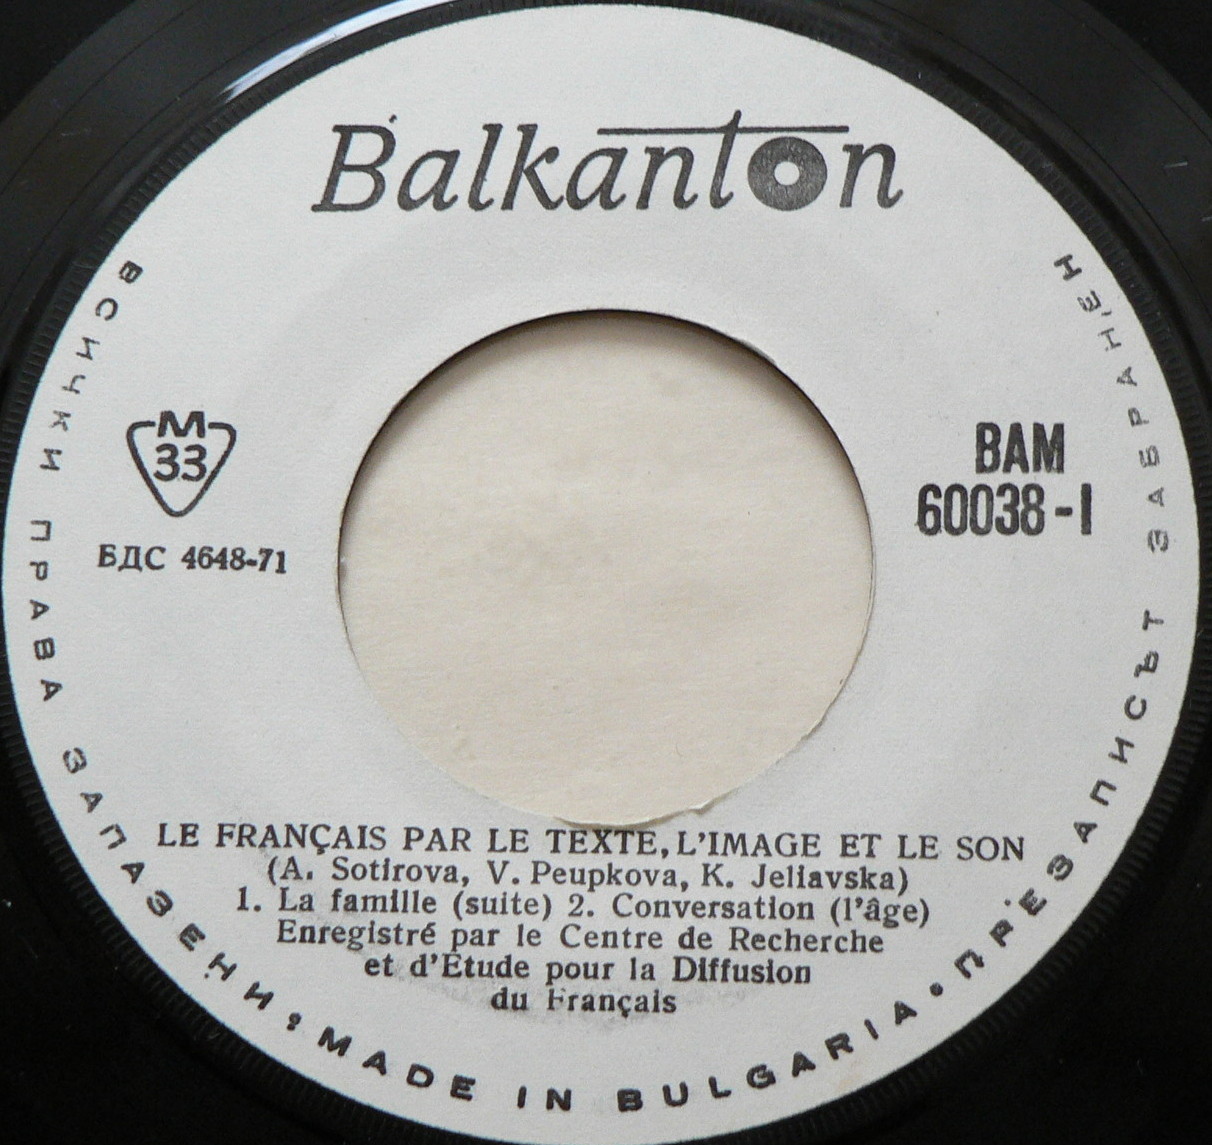 Balkanton
M
33
БДС 4648-71
BAM
60038-1
LE FRANÇAIS PAR LE TEXTE, L'IMAGE ET LE SON
(A. Sotirova, V. Peupkova, K. Jeliavska)
1. La famille (suite) 2. Conversation (l'âge)
Enregistré par le Centre de Recherche
et d'Étude pour la Diffusion
du Français
ВСИЧКИ ПРАВА ЗАПАЗЕНИ • MADE IN BULGARIA • ПРЕЗАПИСЪТ ЗАБРАНЕН